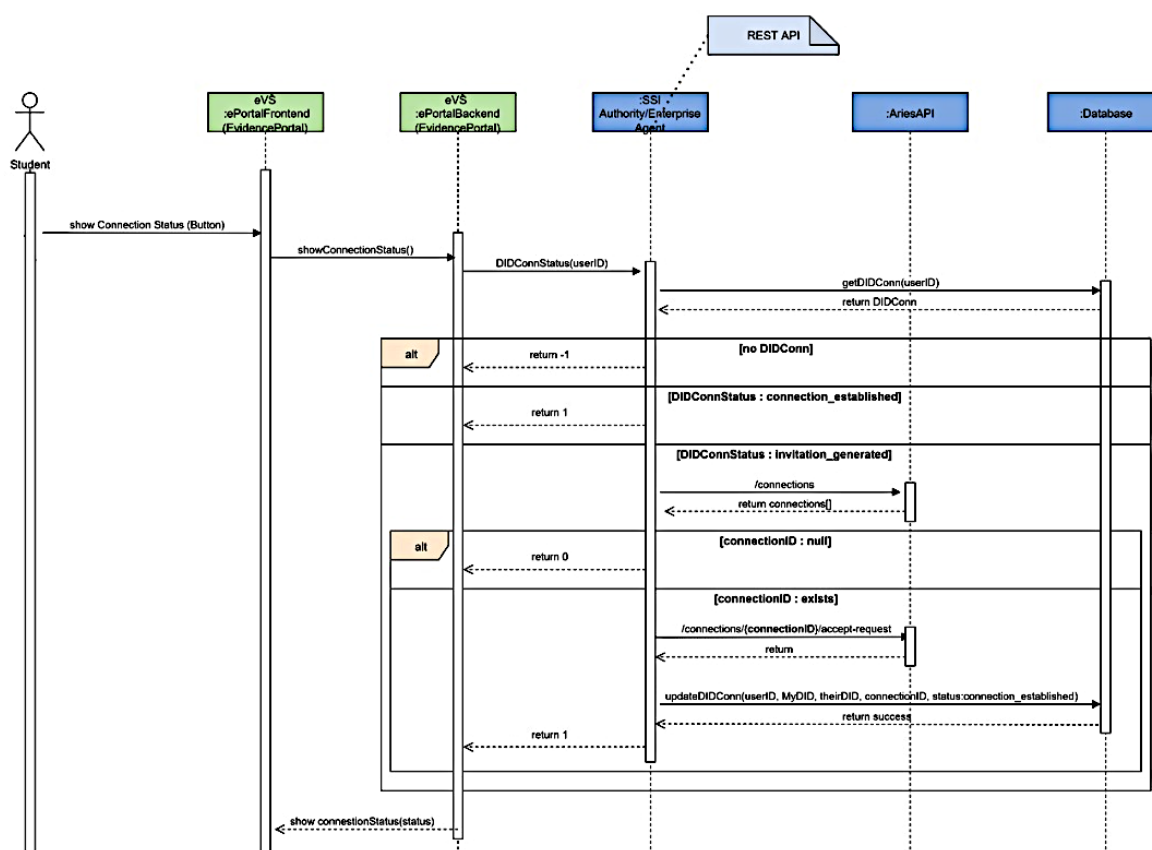 REST API
eVS
:ePortalFrontend
(EvidencePortal)
eVS
:ePortalBackend
(EvidencePortal)
:SSI
Authority/Enterprise
Agent
:AriesAPI
:Database
Student
show Connection Status (Button)
showConnectionStatus()
DIDConnStatus(userID)
getDIDConn(userID)
return DIDConn
alt
[no DIDConn]
return -1
[DIDConnStatus : connection_established]
return 1
[DIDConnStatus : invitation_generated]
/connections
return connections[]
alt
[connectionID : null]
return 0
[connectionID : exists]
/connections/{connectionID}/accept-request
return
updateDIDConn(userID, MyDID, theirDID, connectionID, status:connection_established)
return success
return 1
show connestionStatus(status)